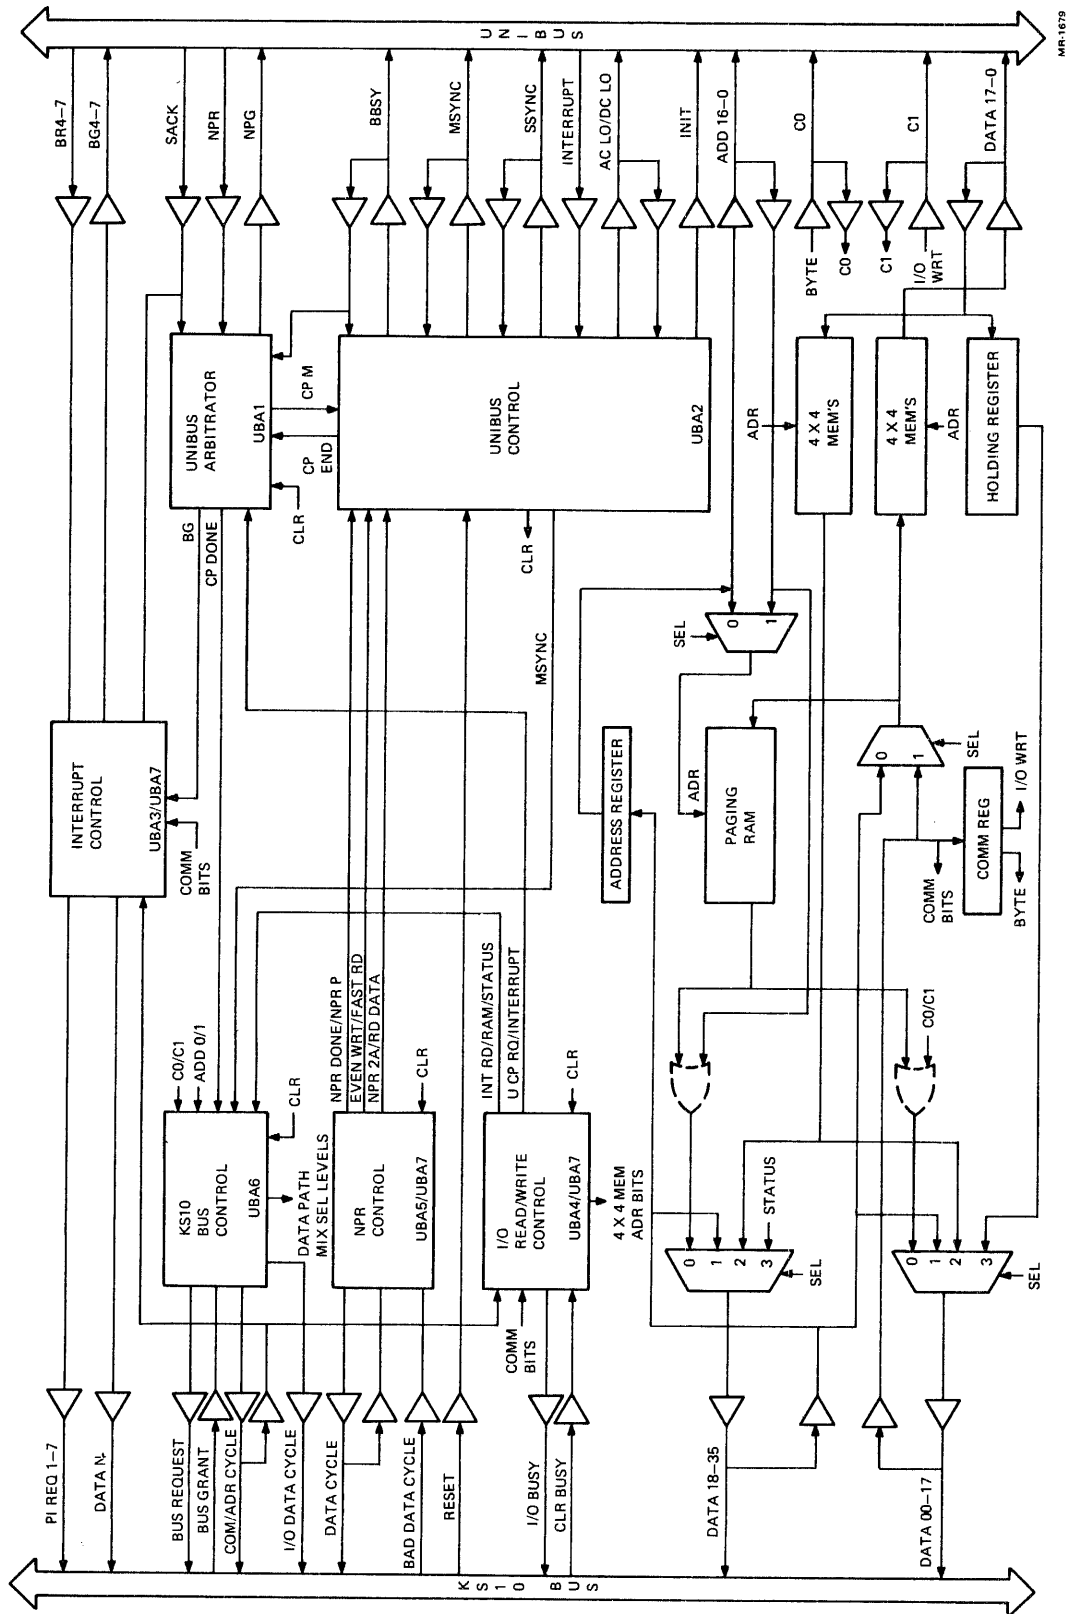 MR-1679
UNIBUS
BR4–7
BG4–7
SACK
NPR
NPG
BBSY
MSYNC
SSYNC
INTERRUPT
AC LO/DC LO
INIT
ADD 16–0
C0
C1
DATA 17–0
BYTE
C0
C1
I/O
WRT
UNIBUS
ARBITRATOR
UBA1
CP M
CP
END
CLR
BG
CP DONE
UNIBUS
CONTROL
UBA2
CLR
MSYNC
ADR
4 X 4
MEM'S
4 X 4
MEM'S
ADR
HOLDING REGISTER
SEL
0
1
INTERRUPT
CONTROL
UBA3/UBA7
COMM
BITS
ADDRESS REGISTER
ADR
PAGING
RAM
0
1
SEL
COMM
BITS
COMM REG
I/O WRT
BYTE
C0/C1
ADD 0/1
KS10
BUS
CONTROL
UBA6
CLR
DATA PATH
MIX SEL LEVELS
NPR DONE/NPR P
EVEN WRT/FAST RD
NPR 2A/RD DATA
NPR
CONTROL
UBA5/UBA7
CLR
INT RD/RAM/STATUS
U CP RQ/INTERRUPT
I/O
READ/WRITE
CONTROL
UBA4/UBA7
CLR
4 X 4 MEM
ADR BITS
COMM
BITS
C0/C1
STATUS
0
1
2
3
SEL
0
1
2
3
SEL
PI REQ 1–7
DATA N
BUS REQUEST
BUS GRANT
COM/ADR CYCLE
I/O DATA CYCLE
DATA CYCLE
BAD DATA CYCLE
RESET
I/O BUSY
CLR BUSY
DATA 18–35
DATA 00–17
KS10 BUS